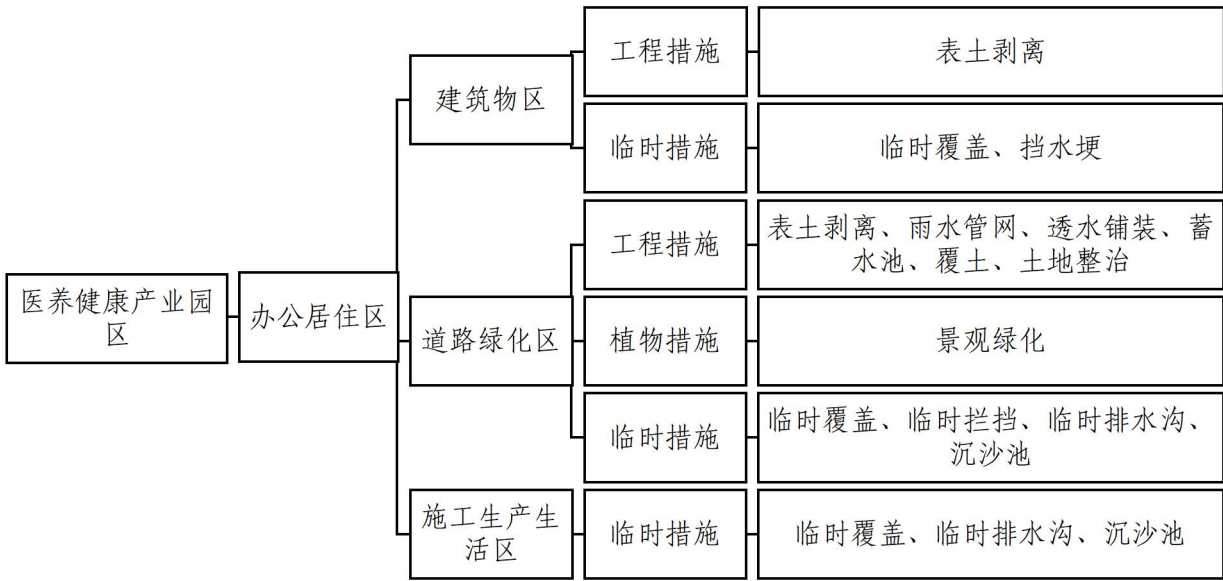 工程措施
表土剥离
建筑物区
临时措施
临时覆盖、挡水埂
工程措施
表土剥离、雨水管网、透水铺装、蓄
水池、覆土、土地整治
医养健康产业园
区
办公居住区
道路绿化区
植物措施
景观绿化
临时措施
临时覆盖、临时拦挡、临时排水沟、
沉沙池
施工生产生
活区
临时措施
临时覆盖、临时排水沟、沉沙池